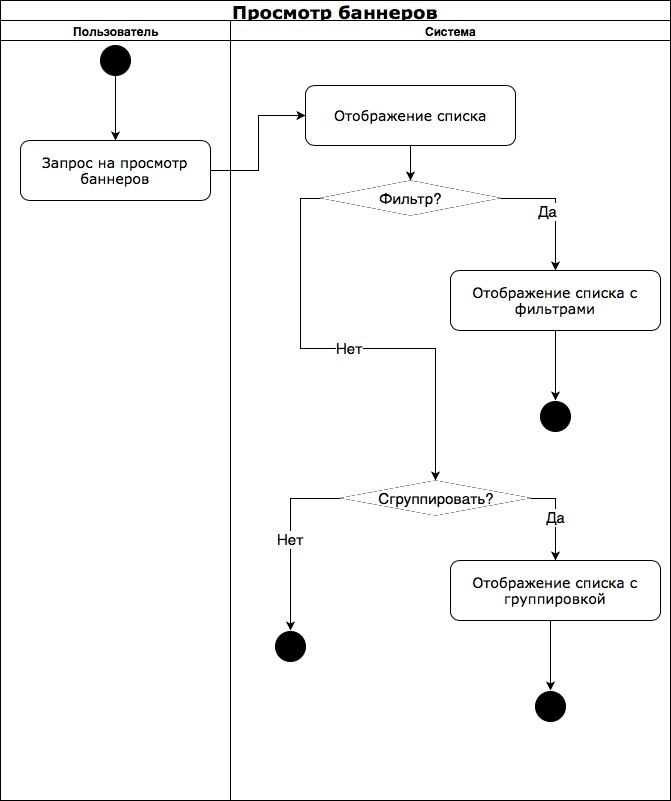 Просмотр баннеров
Пользователь
Система
Отображение списка
Запрос на просмотр
баннеров
Фильтр?
Да
Отображение списка с
фильтрами
Нет
Сгруппировать?
Да
Нет
Отображение списка с
группировкой